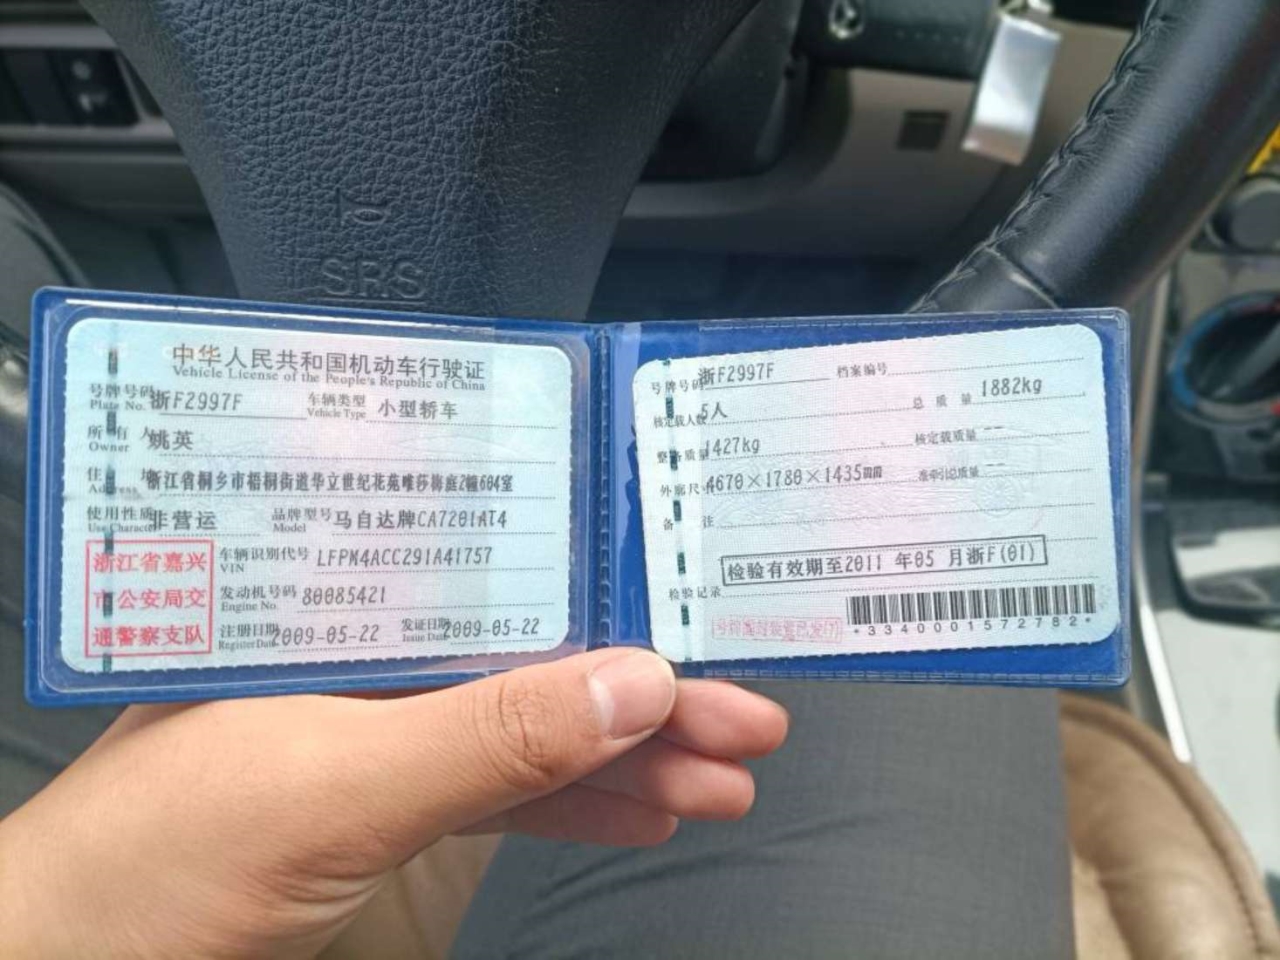 SRS
中华人民共和国机动车行驶证
Vehicle License of the People's Republic of China
号牌号码 浙F2997F 车辆类型 小型轿车
Plate No. Vehicle Type
所有人 姚英
Owner
住址 浙江省桐乡市梧桐街道华立世纪花苑唯莎梅庭2幢604室
Address
使用性质 非营运 品牌型号 马自达牌CA7201AT4
Use Character Model
浙江省嘉兴
市公安局交
通警察支队
车辆识别代号 LFPM4ACC291A41757
VIN
发动机号码 80085421
Engine No.
注册日期 2009-05-22 发证日期 2009-05-22
Register Date Issue Date
号牌号码 浙F2997F 档案编号
核定载人数 5人 总质量 1882kg
整备质量 1427kg 核定载质量 --
外廓尺寸 4670×1780×1435mm 准牵引总质量 --
备注
检验有效期至2011 年05 月浙F(01)
检验记录
*3340001572782*